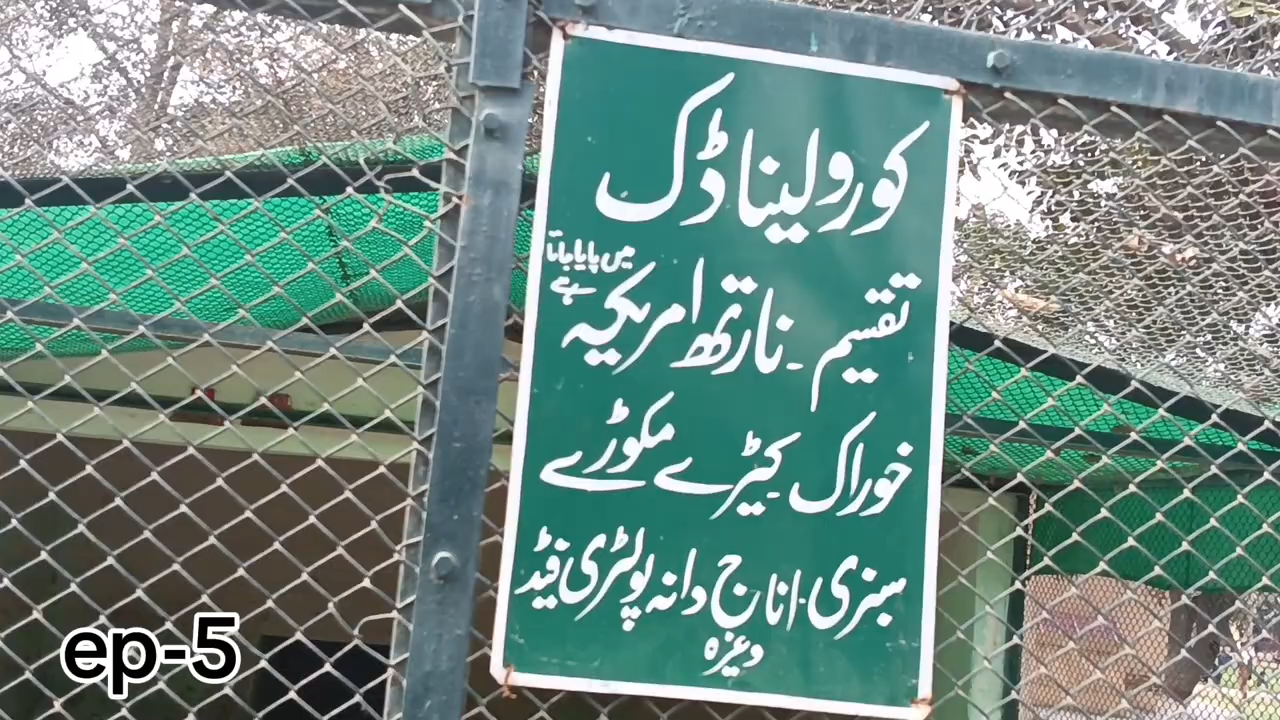 کورولینا ڈک
تقسیم ۔ نارتھ امریکہ میں پایا جاتا ہے
خوراک کیڑے مکوڑے
سبزی ۔ اناج دانہ پولٹری فیڈ
وغیرہ
ep-5